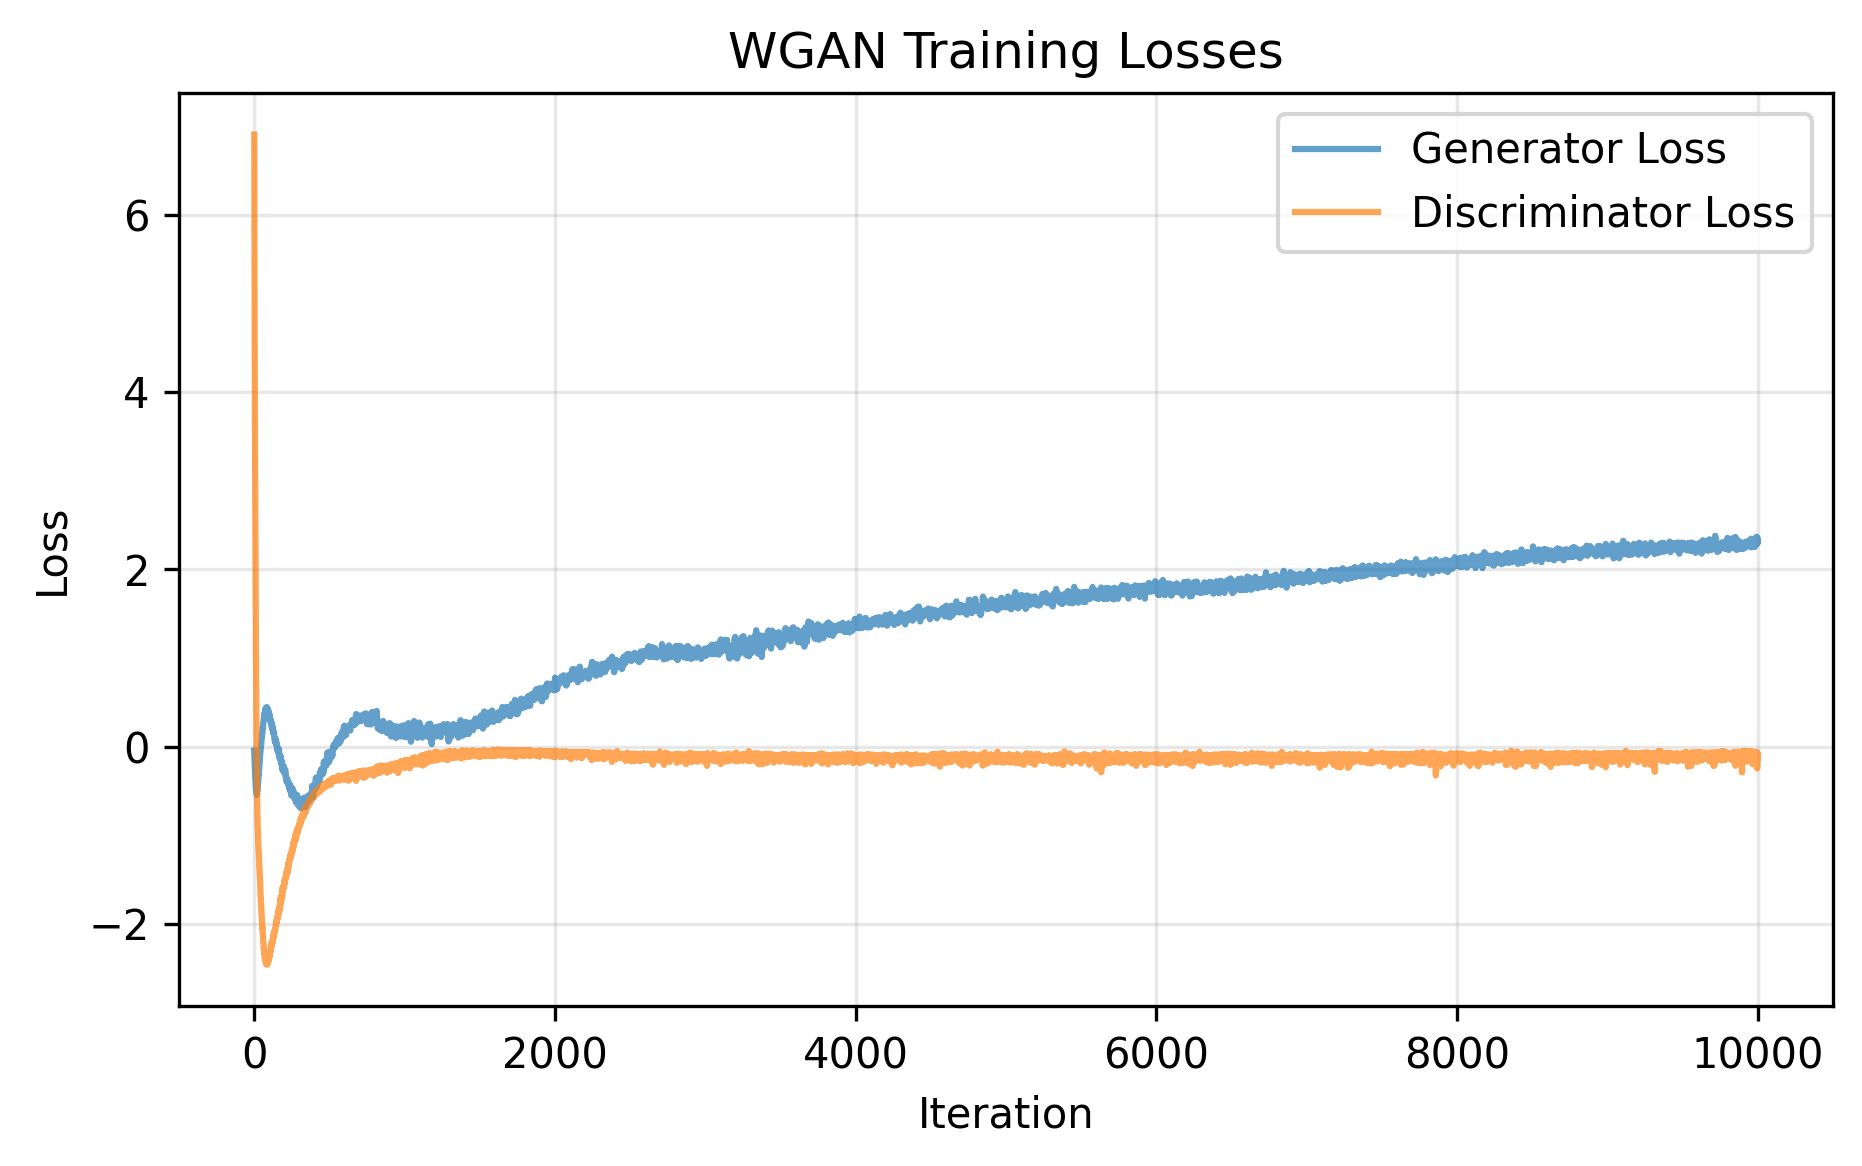 WGAN Training Losses
Generator Loss
Discriminator Loss
6
4
2
0
−2
Loss
0 2000 4000 6000 8000 10000
Iteration